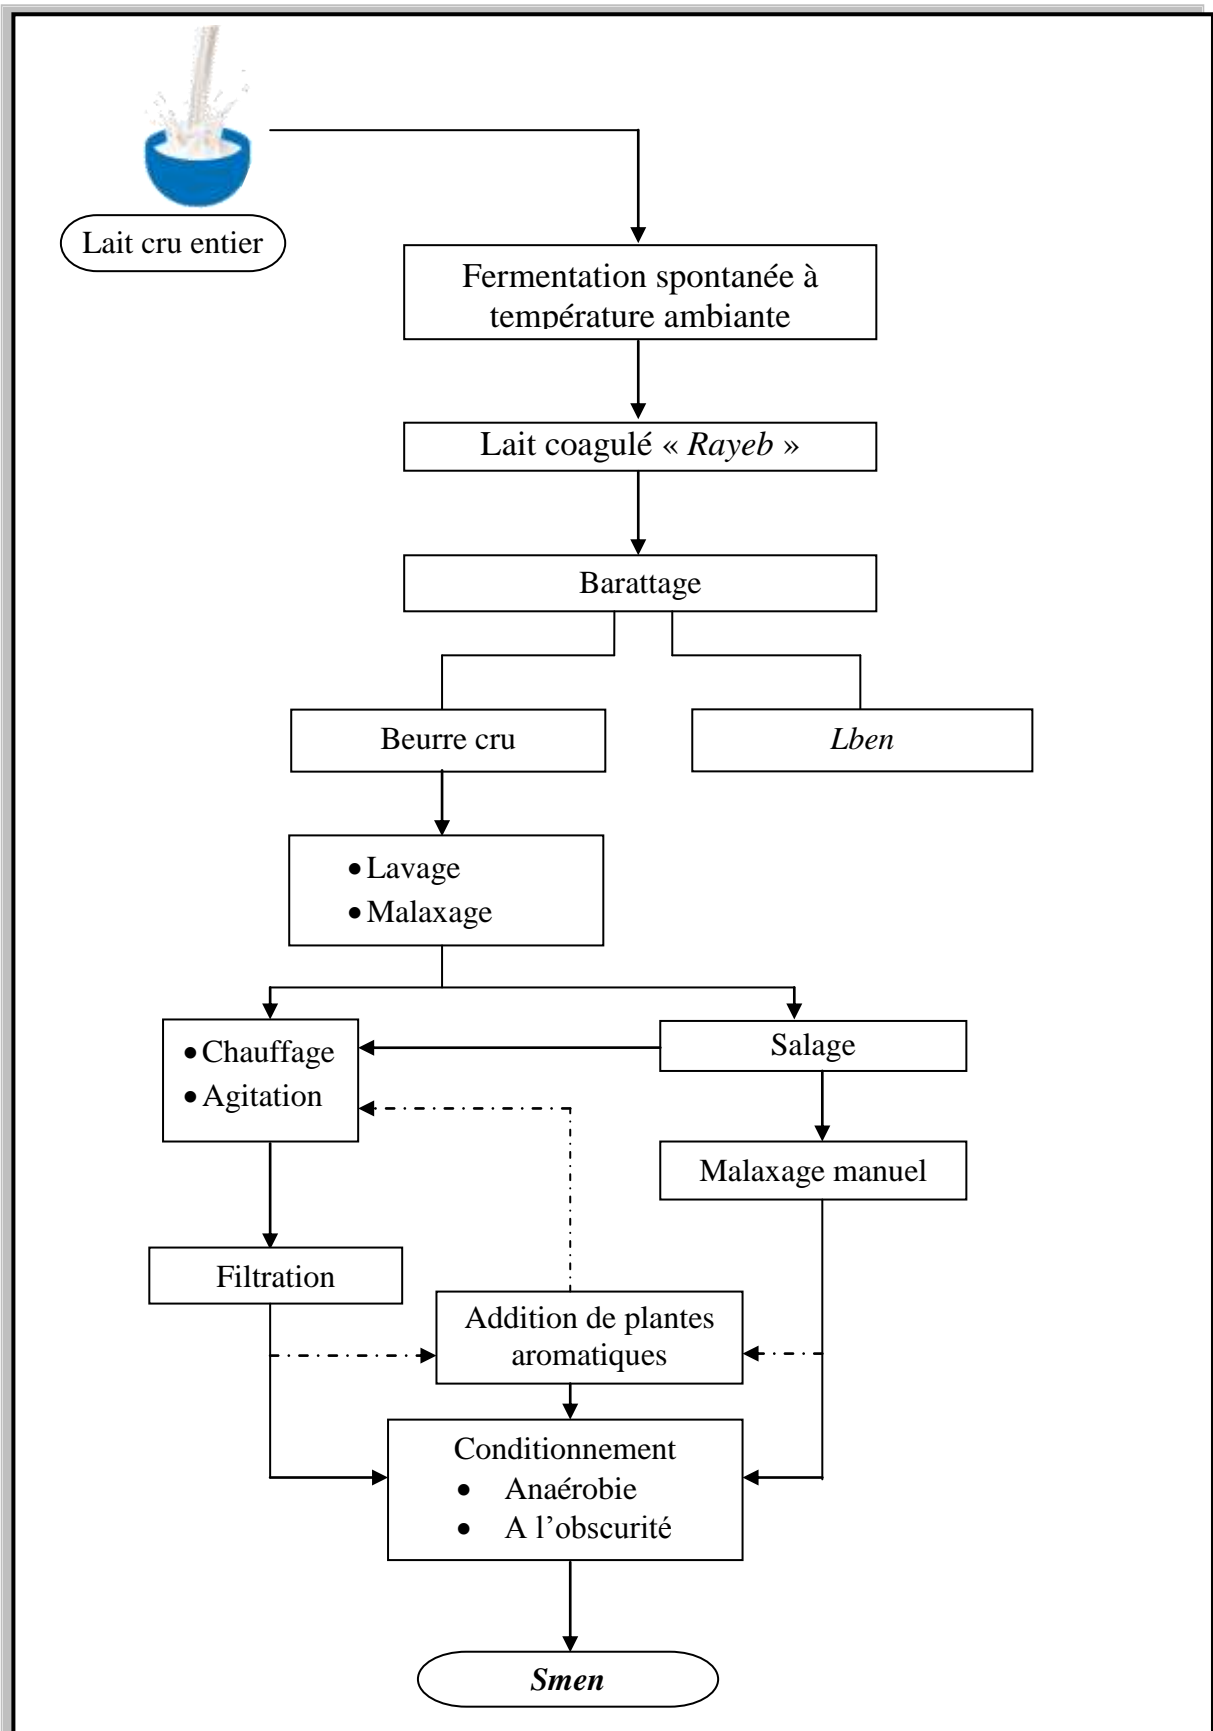 Lait cru entier
Fermentation spontanée à
température ambiante
Lait coagulé « Rayeb »
Barattage
Beurre cru
Lben
• Lavage
• Malaxage
• Chauffage
• Agitation
Salage
Malaxage manuel
Filtration
Addition de plantes
aromatiques
Conditionnement
• Anaérobie
• A l’obscurité
Smen